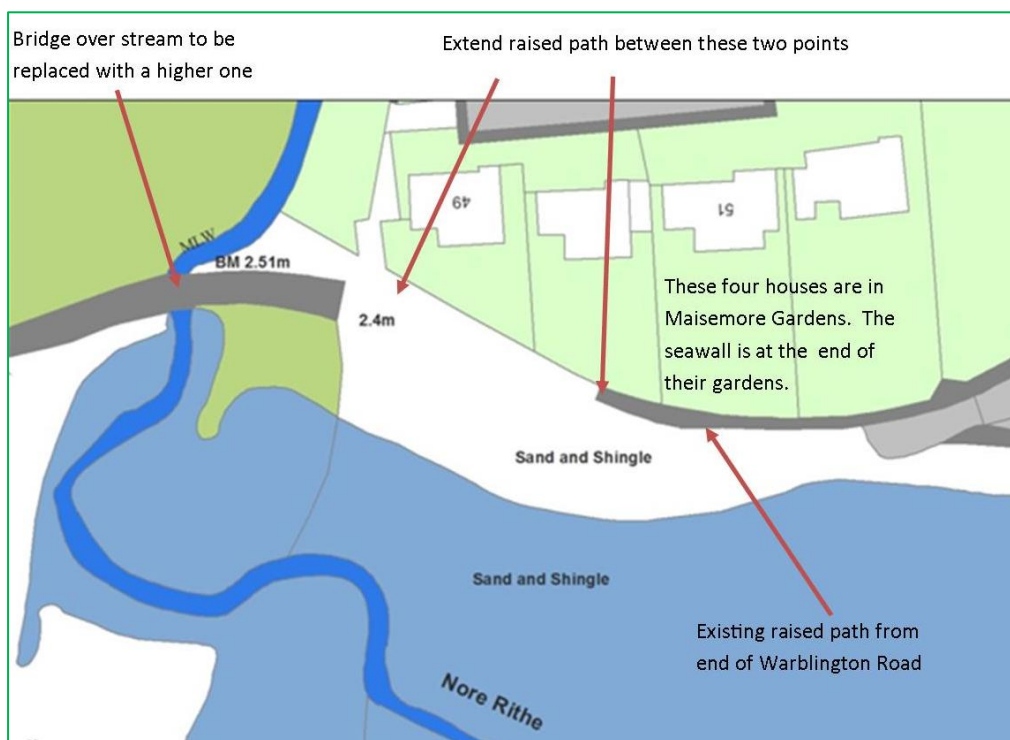 Bridge over stream to be
replaced with a higher one
Extend raised path between these two points
49
51
MLW
BM 2.51m
2.4m
These four houses are in
Maisemore Gardens. The
seawall is at the end of
their gardens.
Sand and Shingle
Sand and Shingle
Existing raised path from
end of Warblington Road
Nore Rithe